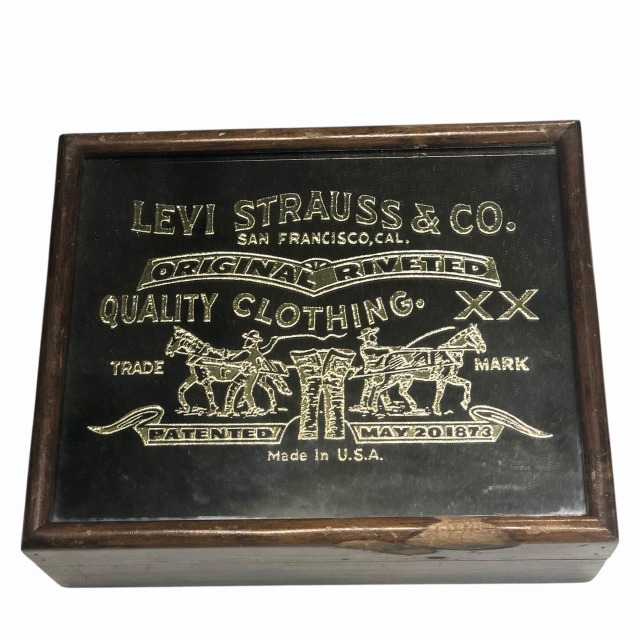 LEVI STRAUSS & CO.
SAN FRANCISCO, CAL.
ORIGINAL RIVETED
QUALITY CLOTHING. XX
TRADE MARK
PATENTED MAY 20 1873
Made in U.S.A.